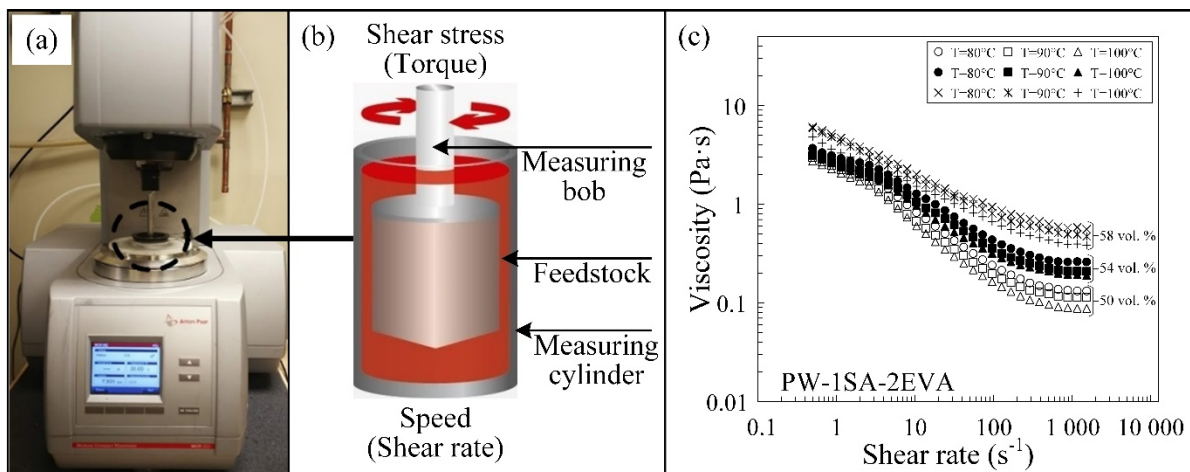 (a)
Anton Paar
(b)
Shear stress
(Torque)
Measuring
bob
Feedstock
Measuring
cylinder
Speed
(Shear rate)
(c)
Viscosity (Pa·s)
10
1
0.1
0.01
T=80°C T=90°C T=100°C
T=80°C T=90°C T=100°C
T=80°C T=90°C T=100°C
58 vol. %
54 vol. %
50 vol. %
PW-1SA-2EVA
0.1 1 10 100 1 000 10 000
Shear rate (s⁻¹)